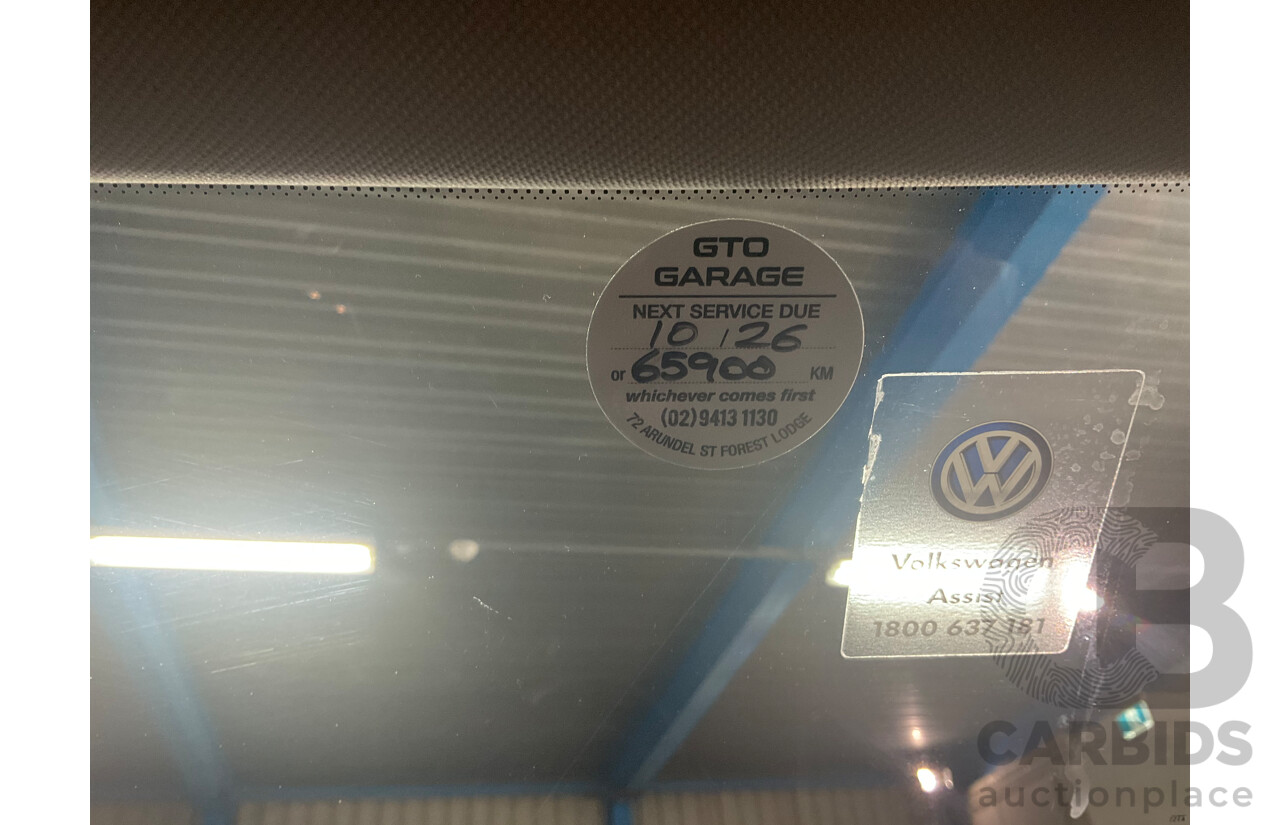 GTO
GARAGE
NEXT SERVICE DUE
10 / 26
or 65900 KM
whichever comes first
(02) 9413 1130
72 ARUNDEL ST FOREST LODGE
Volkswagen
Assist
1800 637 181
CARBIDS
auctionplace